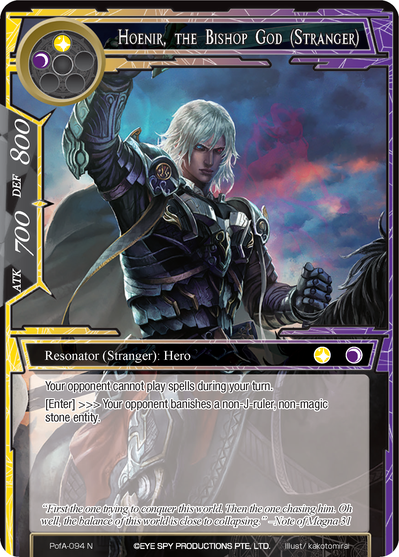 Hoenir, the Bishop God (Stranger)
DEF 800
ATK 700
Resonator (Stranger): Hero
Your opponent cannot play spells during your turn.
[Enter] >>> Your opponent banishes a non-J-ruler, non-magic
stone entity.
"First the one trying to conquer this world. Then the one chasing him. Oh
well, the balance of this world is close to collapsing." - Note of Magna 51
PofA-094 N
©EYE SPY PRODUCTIONS PTE. LTD.
Illust/ kakotomirai